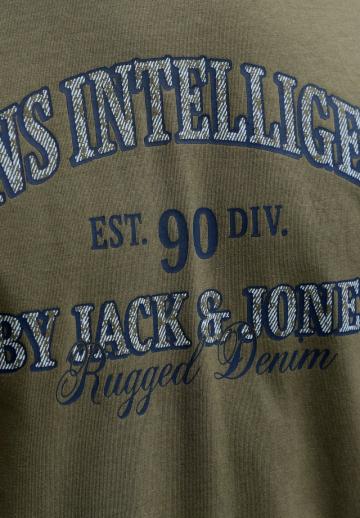 NS INTELLIGE
EST. 90 DIV.
BY JACK & JONE
Rugged Denim